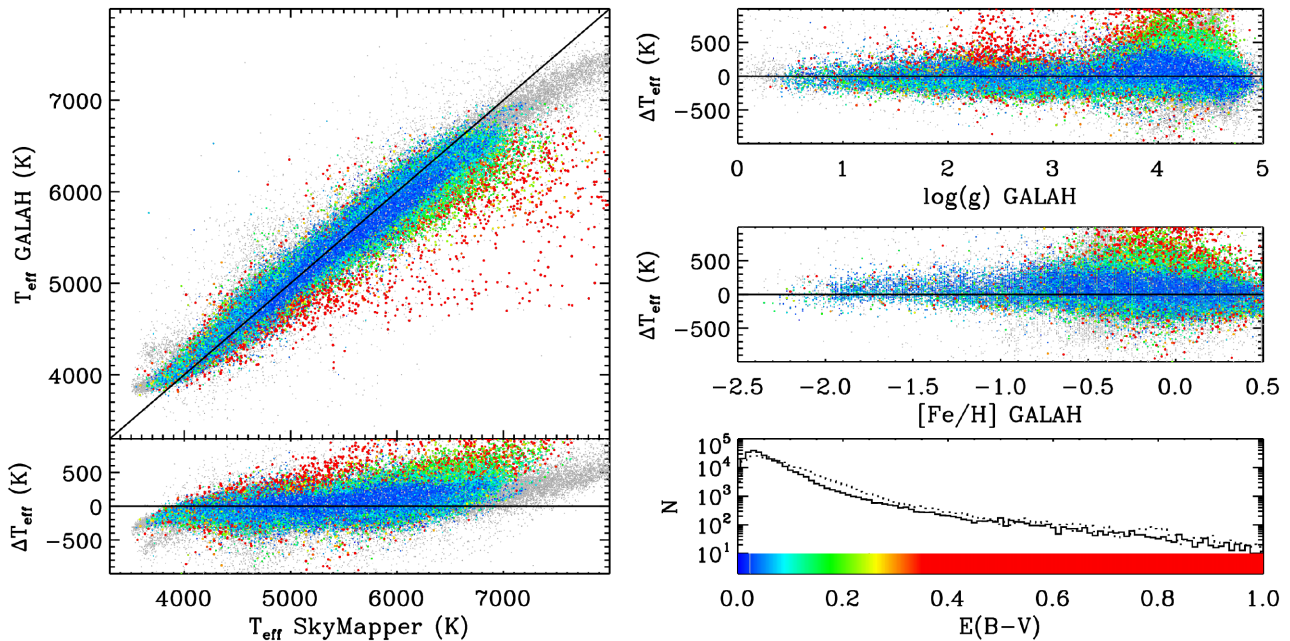 7000
6000
5000
4000
T_eff GALAH (K)
500
0
−500
ΔT_eff (K)
4000 5000 6000 7000
T_eff SkyMapper (K)
500
0
−500
ΔT_eff (K)
0 1 2 3 4 5
log(g) GALAH
500
0
−500
ΔT_eff (K)
−2.5 −2.0 −1.5 −1.0 −0.5 0.0 0.5
[Fe/H] GALAH
10^5
10^4
10^3
10^2
10^1
N
0.0 0.2 0.4 0.6 0.8 1.0
E(B−V)